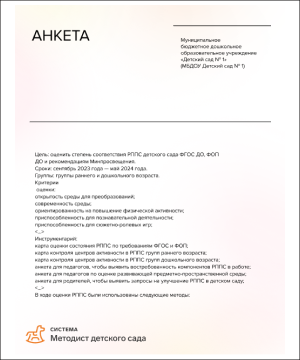 АНКЕТА
Муниципальное
бюджетное дошкольное
образовательное учреждение
«Детский сад № 1»
(МБДОУ Детский сад № 1)
Цель: оценить степень соответствия РППС детского сада ФГОС ДО, ФОП
ДО и рекомендациям Минпросвещения.
Сроки: сентябрь 2023 года — май 2024 года.
Группы: группы раннего и дошкольного возраста.
Критерии
оценки:
открытость среды для преобразований;
современность среды;
ориентированность на повышение физической активности;
приспособленность для познавательной деятельности;
приспособленность для сюжетно-ролевых игр;
<...>
Инструментарий:
карта оценки состояния РППС по требованиям ФГОС и ФОП;
карта контроля центров активности в РППС групп раннего возраста;
карта контроля центров активности в РППС групп дошкольного возраста;
анкета для педагогов, чтобы выявить востребованность компонентов РППС в работе;
анкета для педагогов по оценке развивающей предметно-пространственной среды;
анкета для родителей, чтобы выявить запросы на улучшение РППС в детском саду;
<...>
В ходе оценки РППС были использованы следующие методы:
СИСТЕМА
Методист детского сада